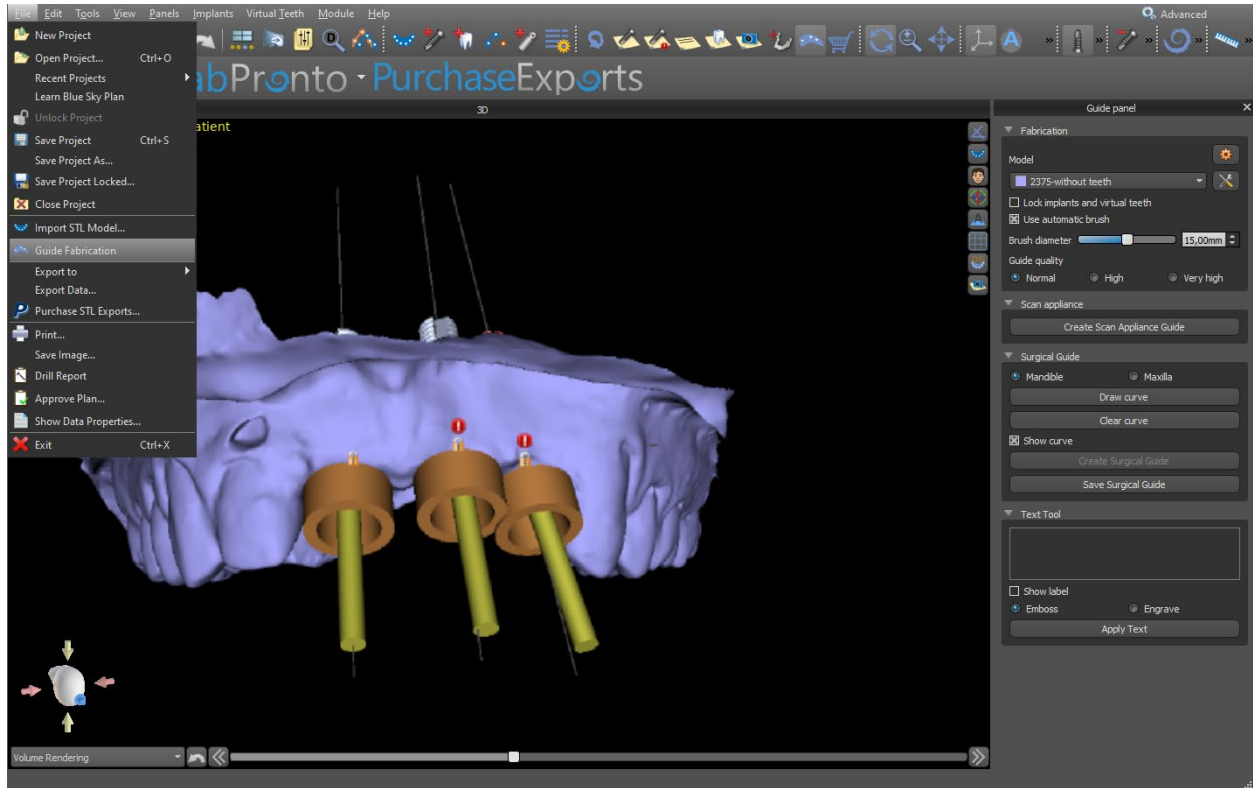 File Edit Tools View Panels Implants Virtual Teeth Module Help
Advanced
New Project
Open Project... Ctrl+O
Recent Projects
Learn Blue Sky Plan
Unlock Project
Save Project Ctrl+S
Save Project As...
Save Project Locked...
Close Project
Import STL Model...
Guide Fabrication
Export to
Export Data...
Purchase STL Exports...
Print...
Save Image...
Drill Report
Approve Plan...
Show Data Properties...
Exit Ctrl+X
abPronto PurchaseExports
3D
atient
Volume Rendering
Guide panel
Fabrication
Model
2375-without teeth
Lock implants and virtual teeth
Use automatic brush
Brush diameter 15,00mm
Guide quality
Normal High Very high
Scan appliance
Create Scan Appliance Guide
Surgical Guide
Mandible Maxilla
Draw curve
Clear curve
Show curve
Create Surgical Guide
Save Surgical Guide
Text Tool
Show label
Emboss Engrave
Apply Text